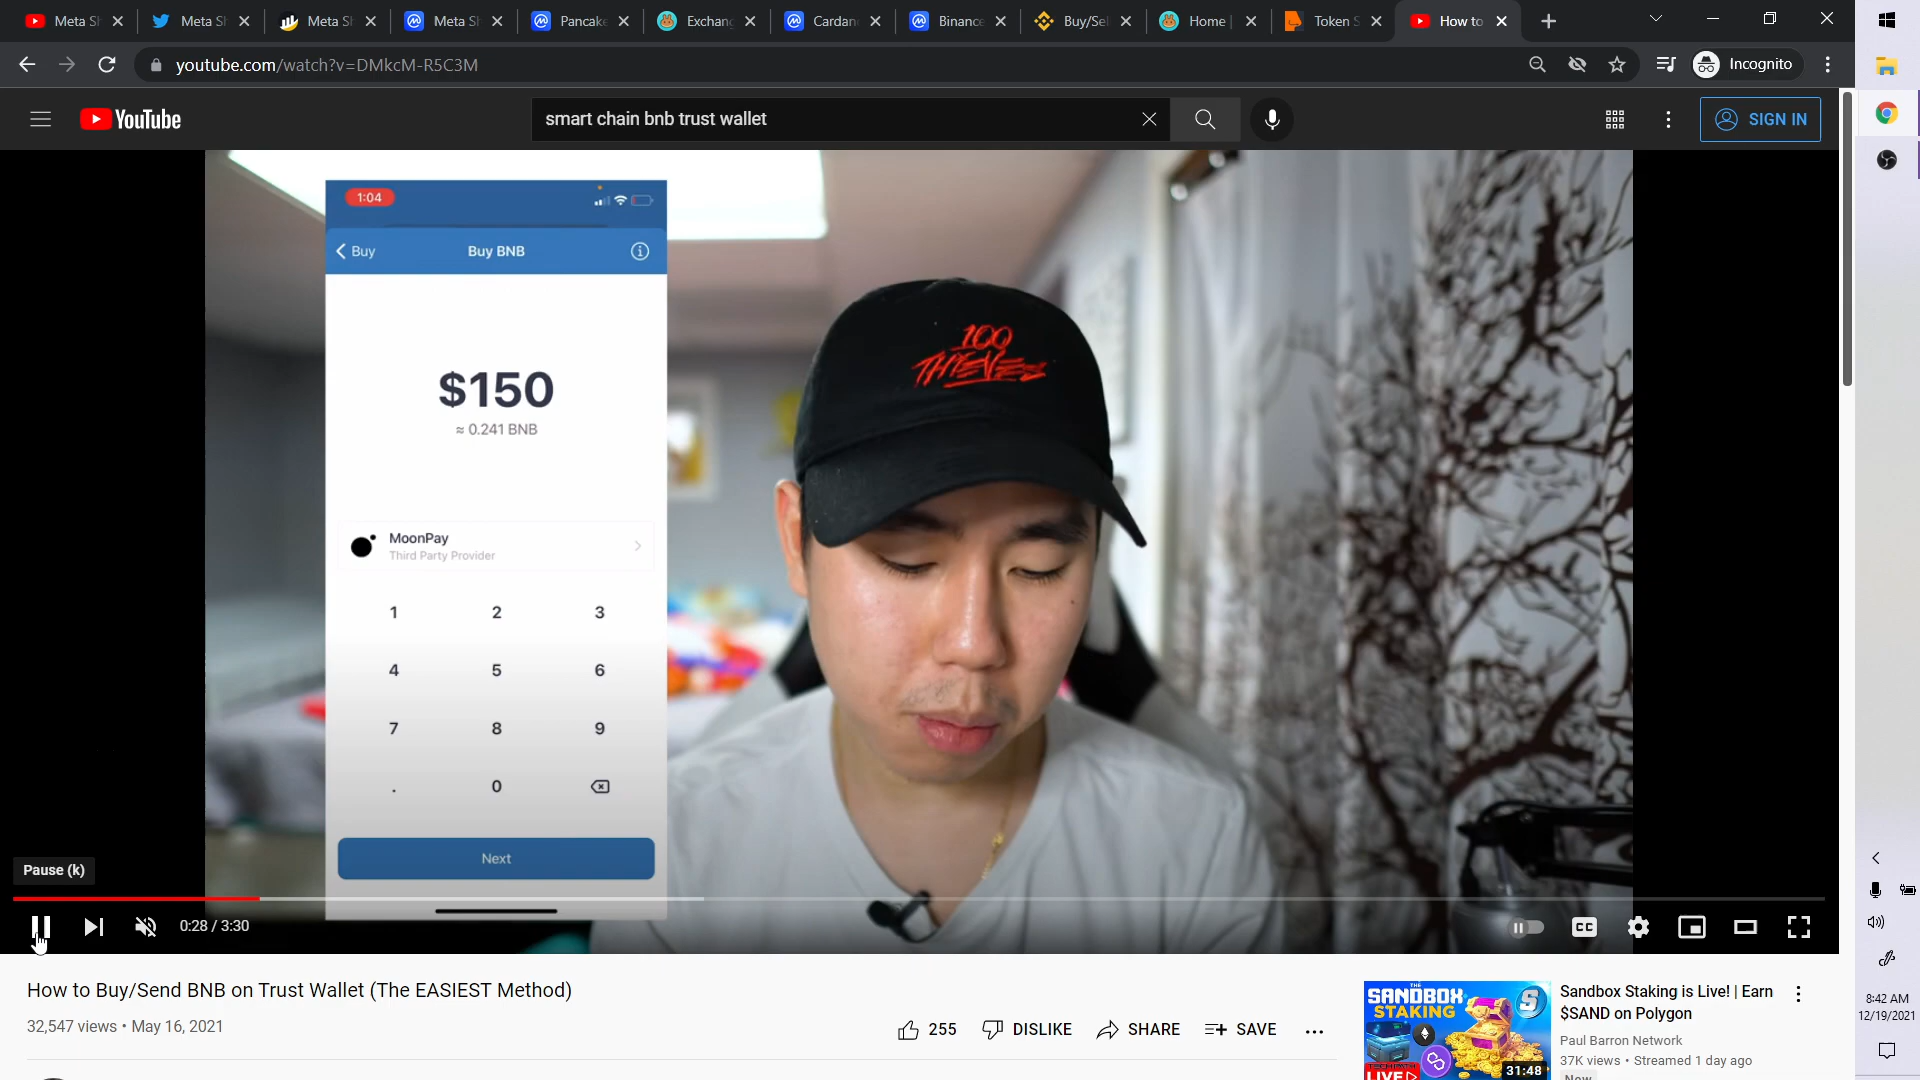 Meta Sh
Meta Sh
Meta Sh
Meta Sh
Pancake
Exchang
Cardan
Binance
Buy/Sel
Home |
Token S
How to
youtube.com/watch?v=DMkcM-R5C3M
Incognito
YouTube
smart chain bnb trust wallet
SIGN IN
1:04
Buy
Buy BNB
$150
≈ 0.241 BNB
MoonPay
Third Party Provider
1 2 3
4 5 6
7 8 9
. 0
Next
100
THIEVES
Pause (k)
0:28 / 3:30
CC
How to Buy/Send BNB on Trust Wallet (The EASIEST Method)
32,547 views • May 16, 2021
255
DISLIKE
SHARE
SAVE
THE
SANDBOX
STAKING
LIVE
31:48
Sandbox Staking is Live! | Earn
$SAND on Polygon
Paul Barron Network
37K views • Streamed 1 day ago
New
8:42 AM
12/19/2021